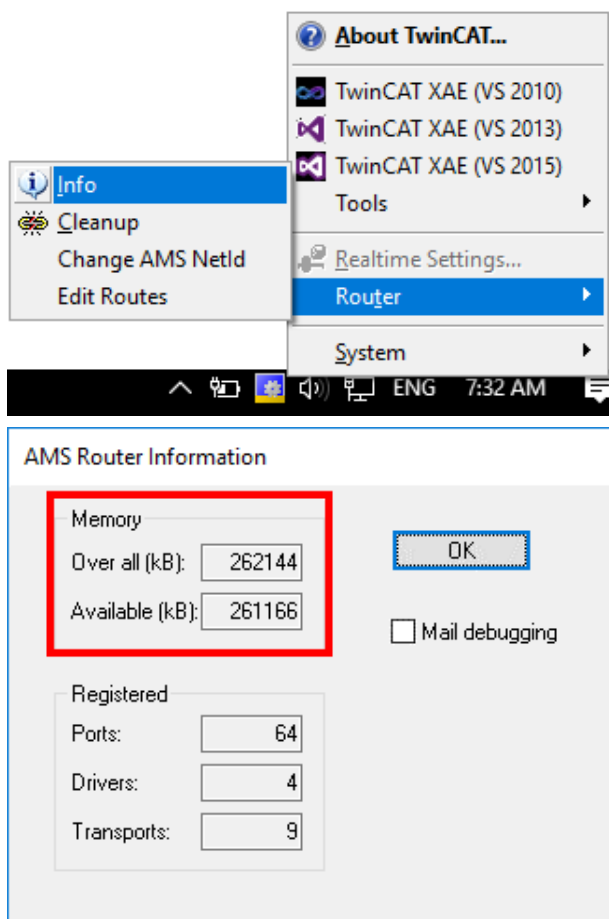 About TwinCAT...
TwinCAT XAE (VS 2010)
TwinCAT XAE (VS 2013)
TwinCAT XAE (VS 2015)
Tools
Realtime Settings...
Router
System
Info
Cleanup
Change AMS NetId
Edit Routes
ENG 7:32 AM
AMS Router Information
Memory
Over all (kB): 262144
Available (kB): 261166
OK
Mail debugging
Registered
Ports: 64
Drivers: 4
Transports: 9